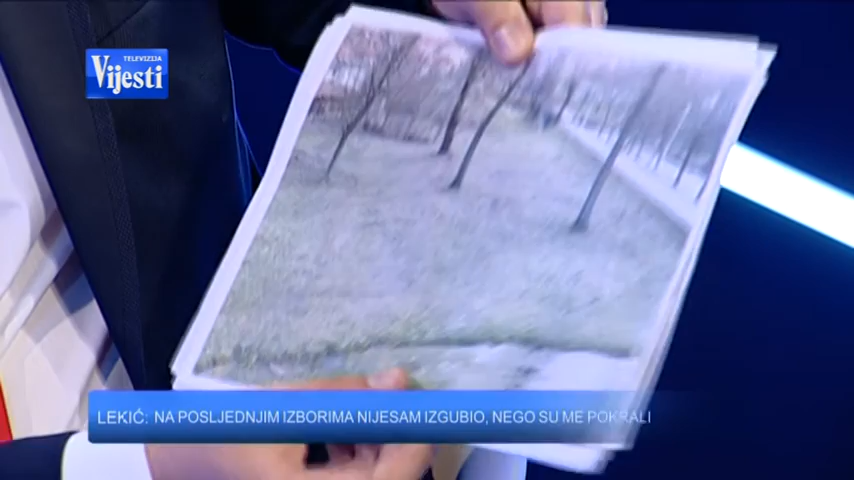 TELEVIZIJA
Vijesti
LEKIĆ: NA POSLJEDNJIM IZBORIMA NIJESAM IZGUBIO, NEGO SU ME POKRALI